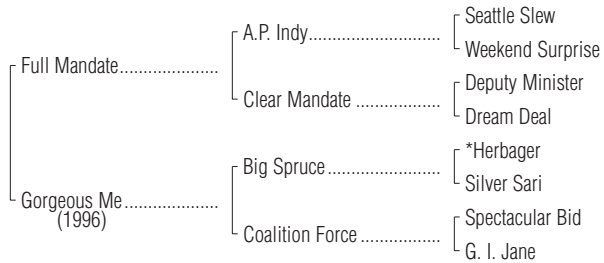 Seattle Slew
A.P. Indy
Weekend Surprise
Full Mandate
Deputy Minister
Clear Mandate
Dream Deal
*Herbager
Big Spruce
Silver Sari
Gorgeous Me
(1996)
Spectacular Bid
Coalition Force
G. I. Jane